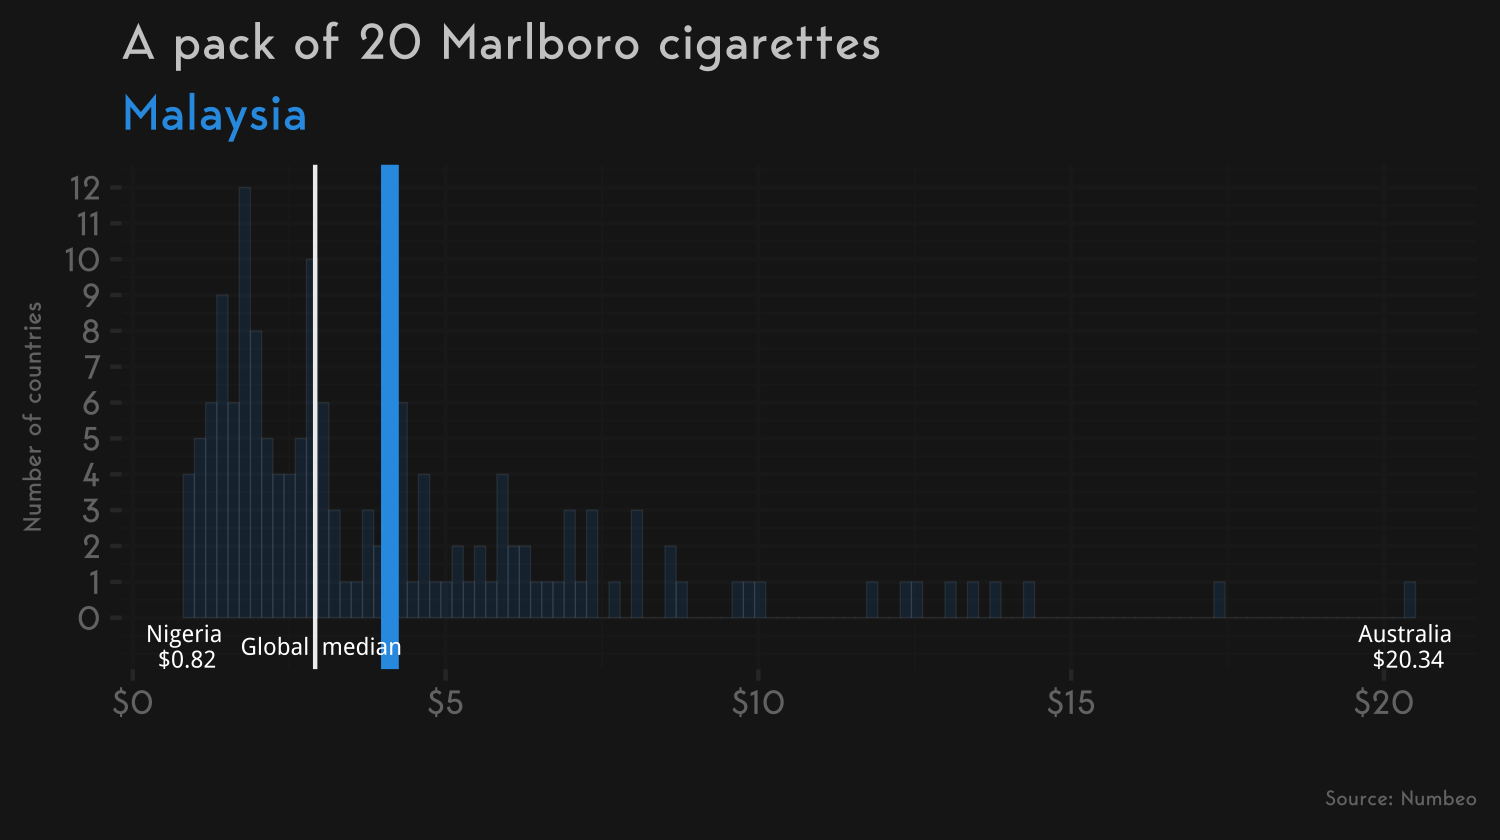 A pack of 20 Marlboro cigarettes
Malaysia
Number of countries
12
11
10
9
8
7
6
5
4
3
2
1
0
Nigeria
$0.82
Global median
Australia
$20.34
$0 $5 $10 $15 $20
Source: Numbeo